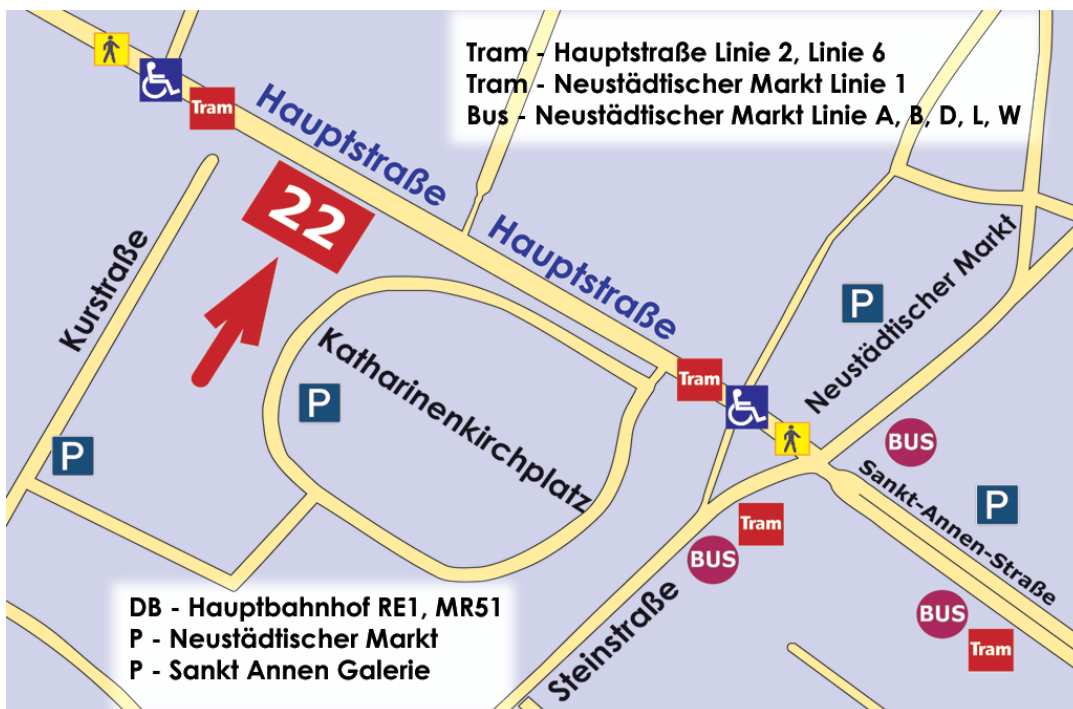 Tram - Hauptstraße Linie 2, Linie 6
Tram - Neustädtischer Markt Linie 1
Bus - Neustädtischer Markt Linie A, B, D, L, W
Tram
Hauptstraße
22
Hauptstraße
Kurstraße
Katharinenkirchplatz
P
P
P
Neustädtischer Markt
Tram
BUS
Sankt-Annen-Straße
P
Tram
BUS
Steinstraße
BUS
Tram
DB - Hauptbahnhof RE1, MR51
P - Neustädtischer Markt
P - Sankt Annen Galerie